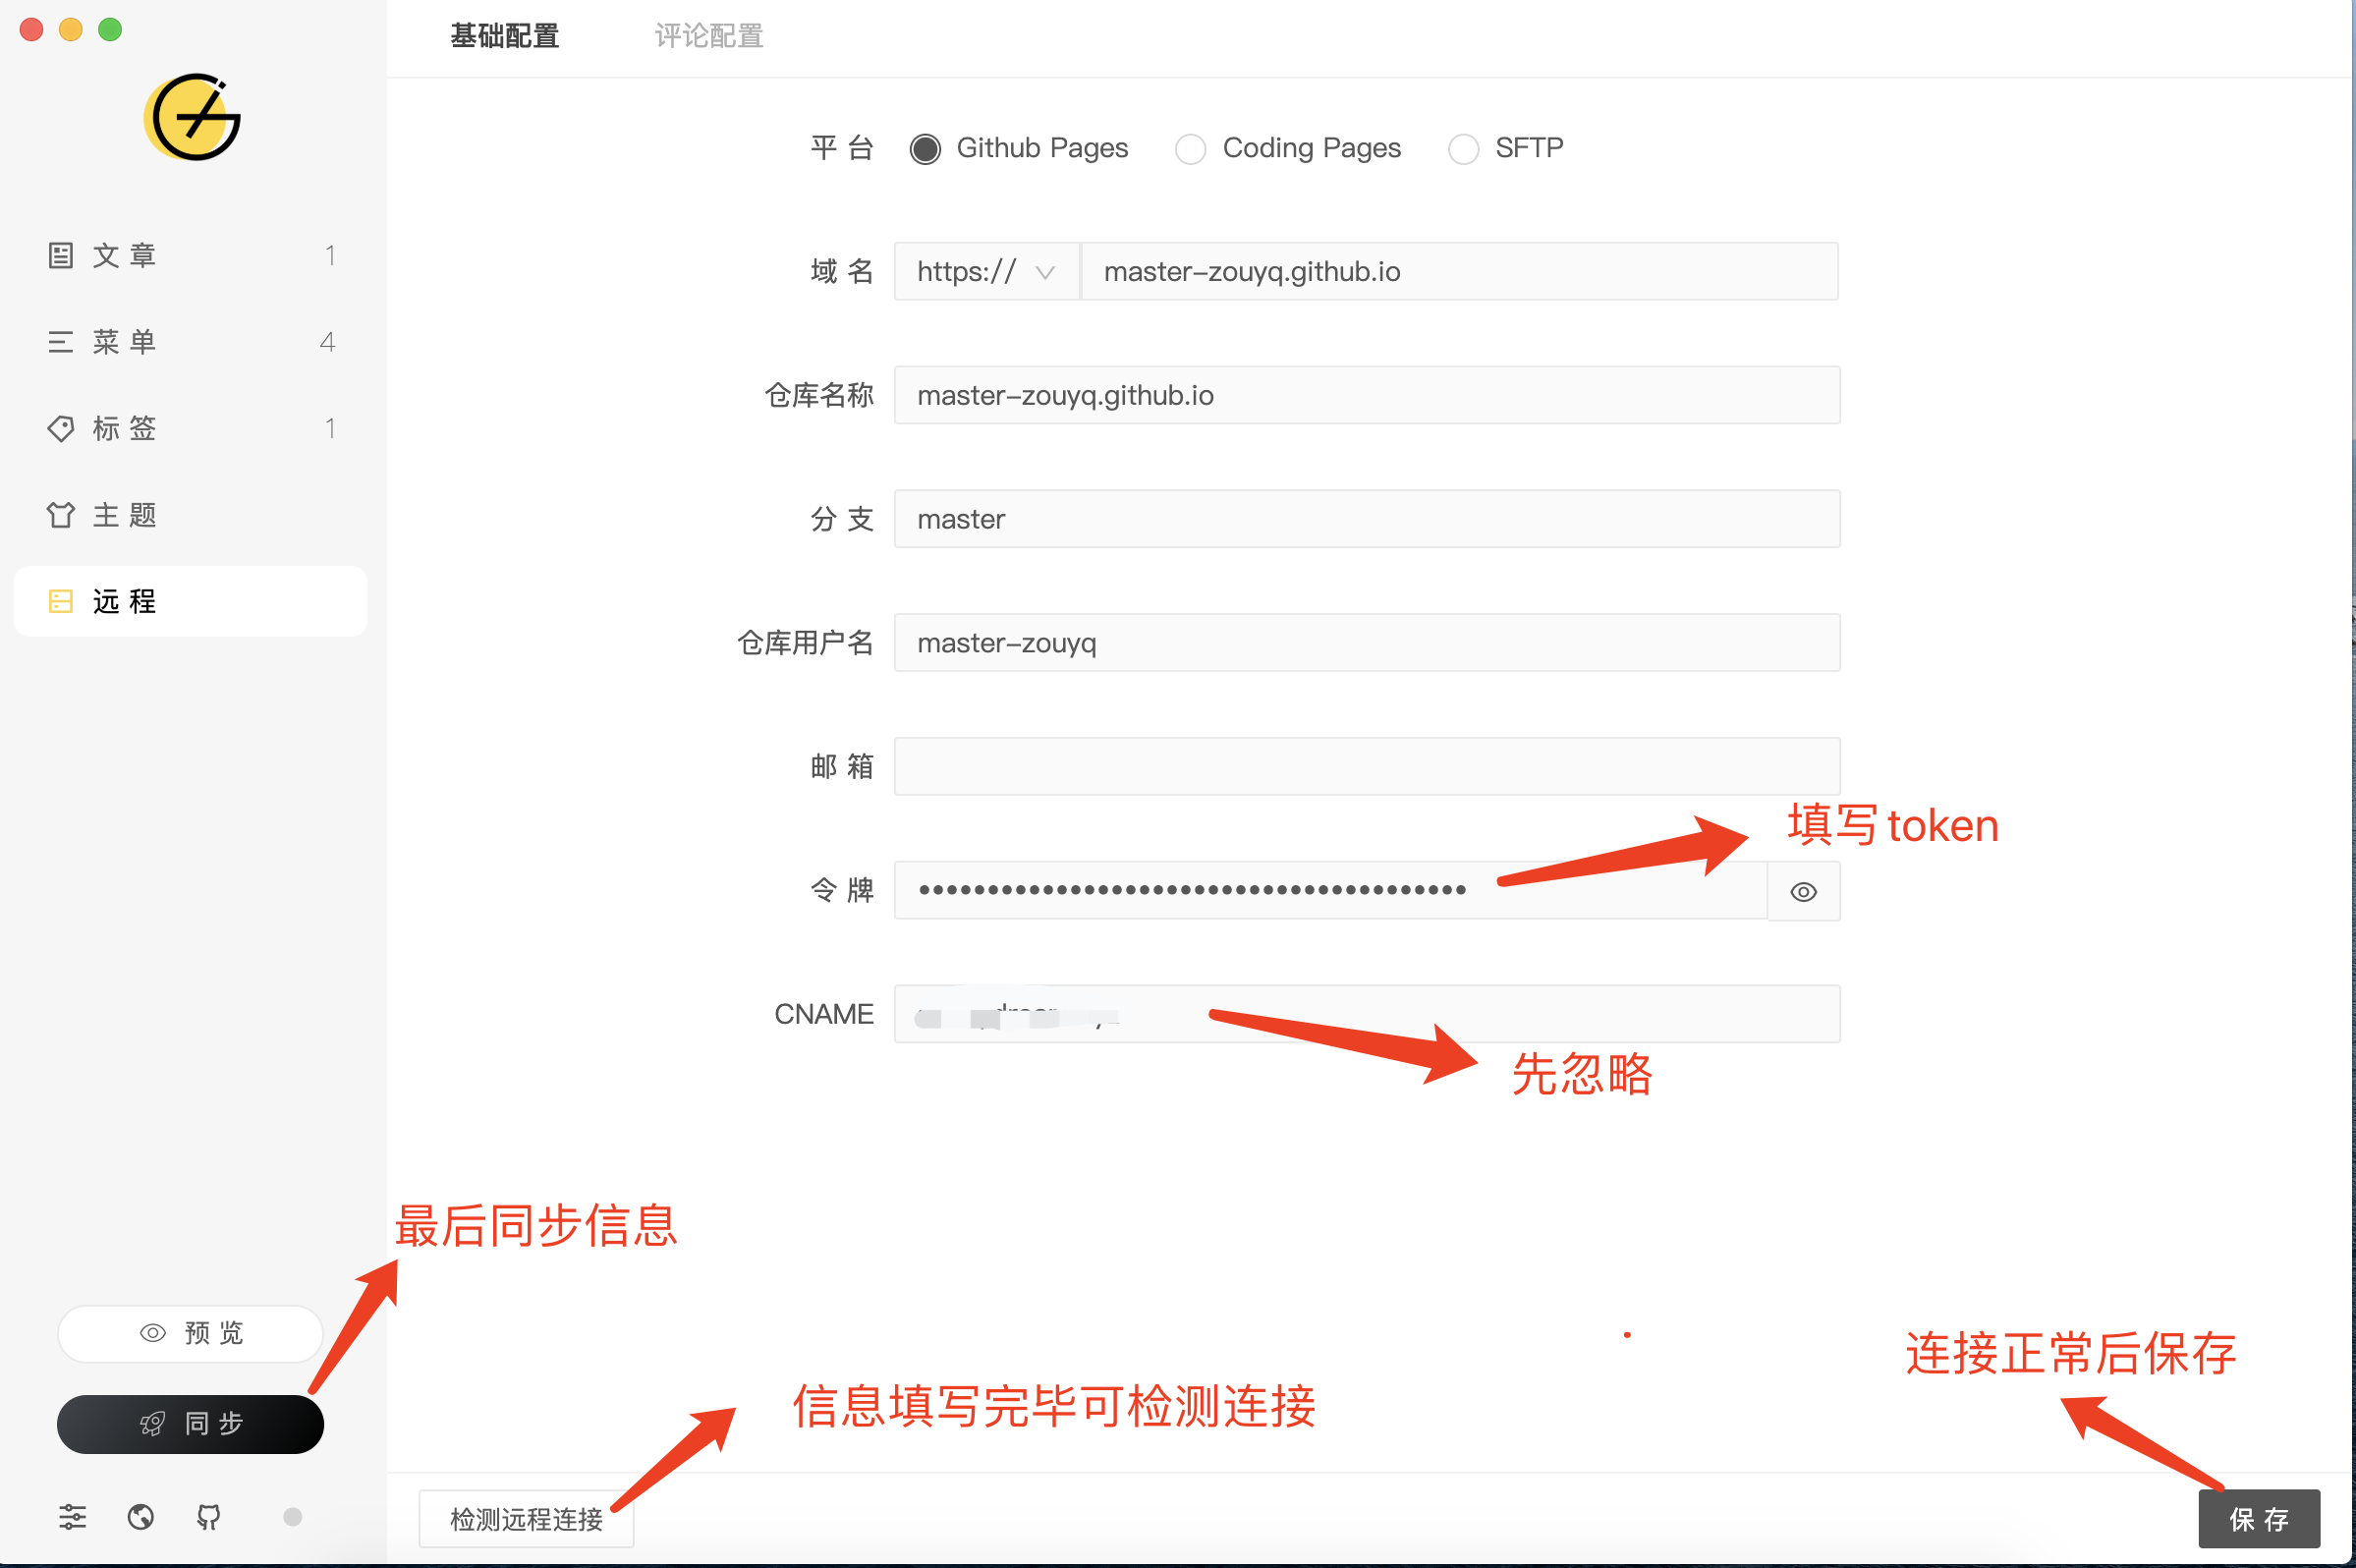 基础配置
评论配置
文章 1
菜单 4
标签 1
主题
远程
平台 Github Pages Coding Pages SFTP
域名 https:// master-zouyq.github.io
仓库名称 master-zouyq.github.io
分支 master
仓库用户名 master-zouyq
邮箱
填写token
令牌
CNAME
先忽略
最后同步信息
预览
连接正常后保存
信息填写完毕可检测连接
同步
检测远程连接
保存